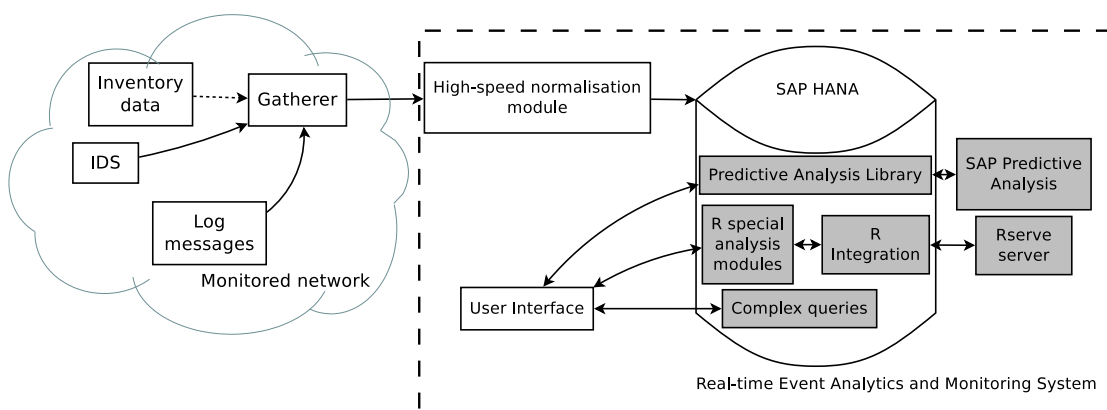 Inventory
data
Gatherer
IDS
Log
messages
Monitored network
High-speed normalisation
module
SAP HANA
Predictive Analysis Library
SAP Predictive
Analysis
R special
analysis
modules
R
Integration
Rserve
server
User Interface
Complex queries
Real-time Event Analytics and Monitoring System